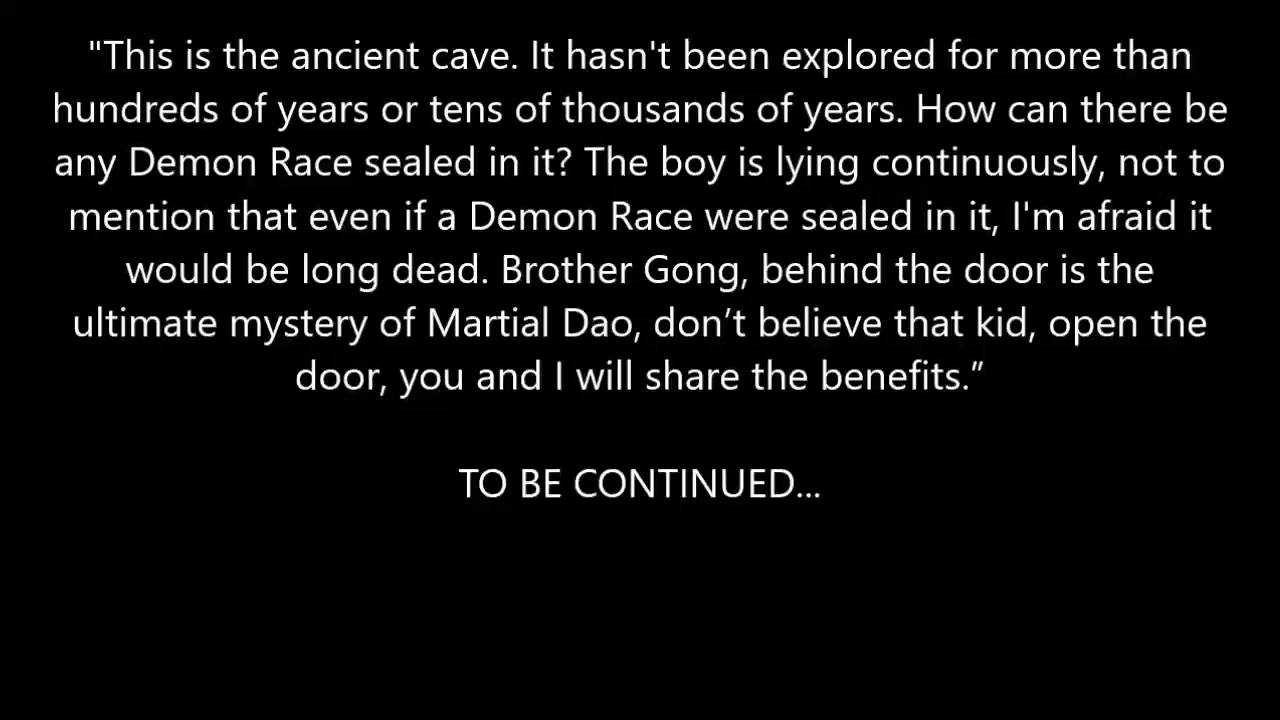 "This is the ancient cave. It hasn't been explored for more than
hundreds of years or tens of thousands of years. How can there be
any Demon Race sealed in it? The boy is lying continuously, not to
mention that even if a Demon Race were sealed in it, I'm afraid it
would be long dead. Brother Gong, behind the door is the
ultimate mystery of Martial Dao, don’t believe that kid, open the
door, you and I will share the benefits.”
TO BE CONTINUED...